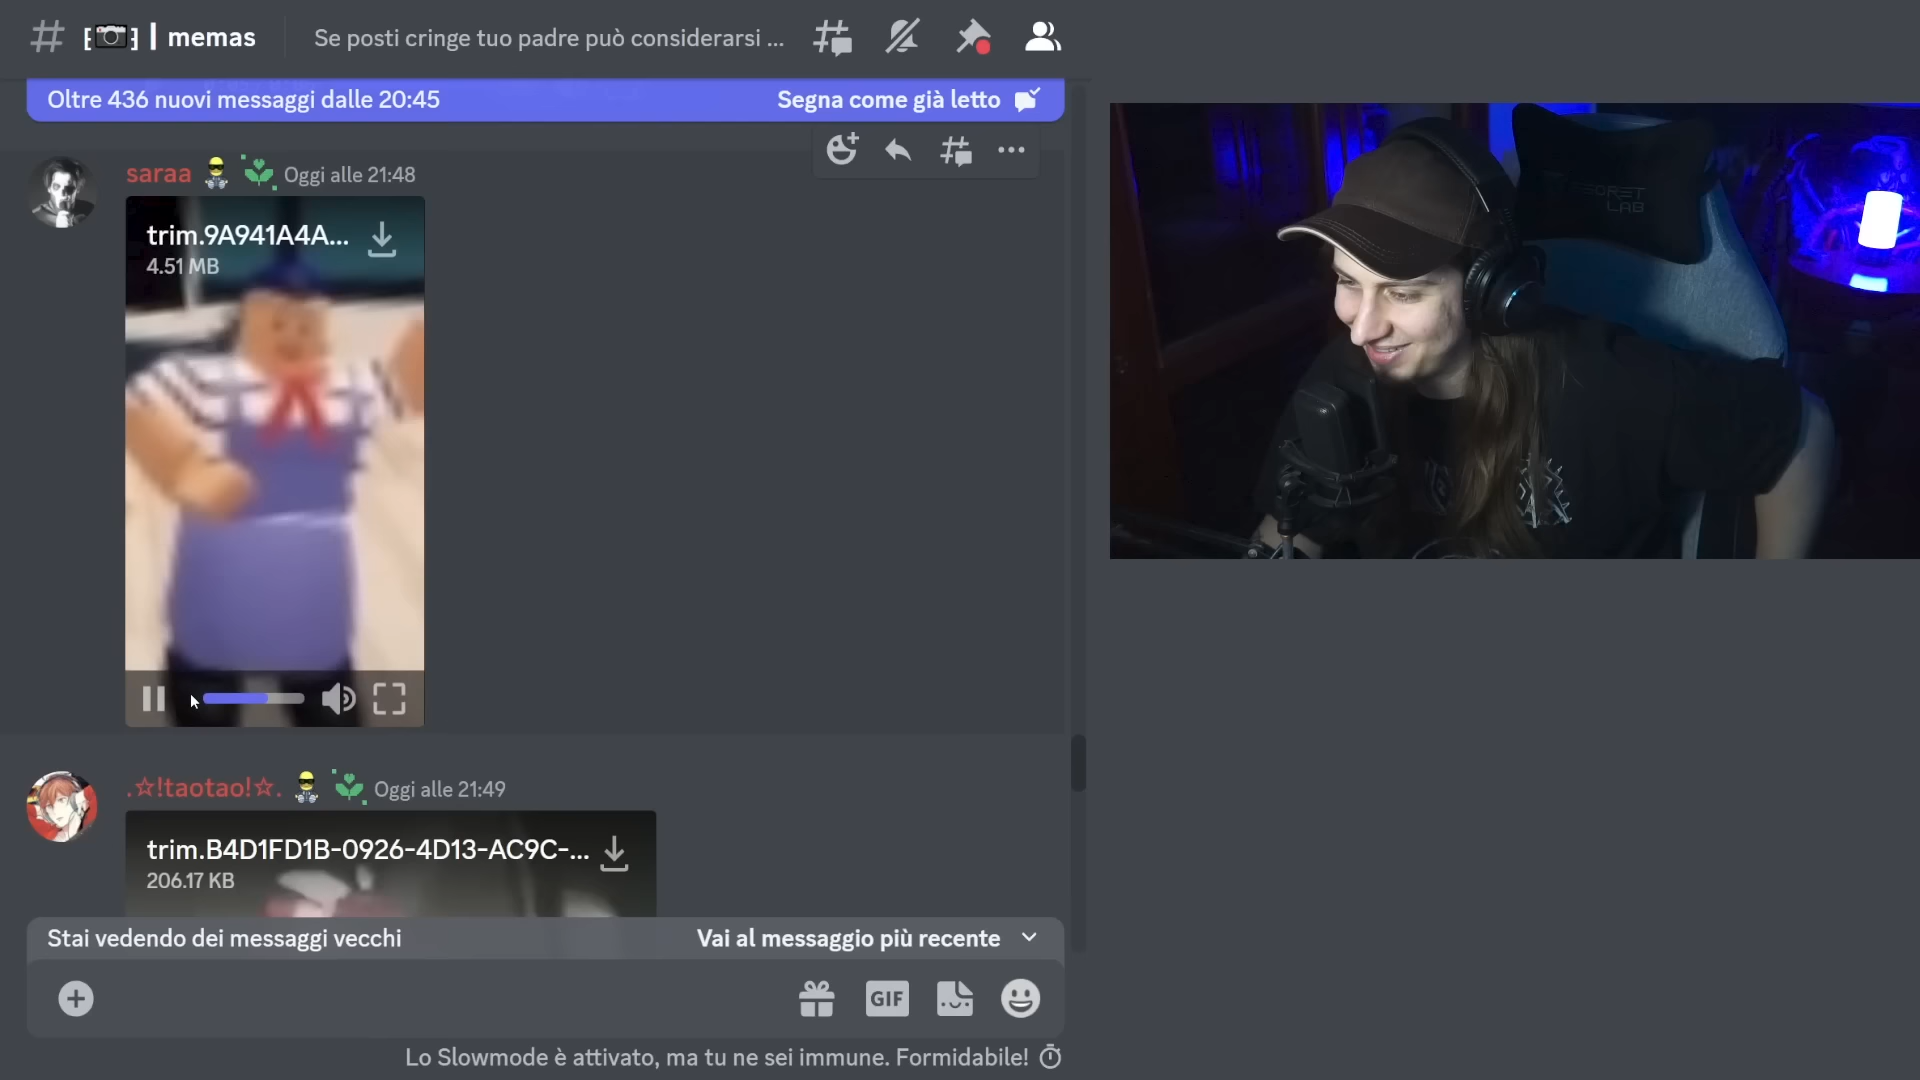 | memas
Se posti cringe tuo padre può considerarsi ...
Oltre 436 nuovi messaggi dalle 20:45
Segna come già letto
saraa
Oggi alle 21:48
trim.9A941A4A...
4.51 MB
SECRET
LAB
.☆!taotao!☆.
Oggi alle 21:49
trim.B4D1FD1B-0926-4D13-AC9C-...
206.17 KB
Stai vedendo dei messaggi vecchi
Vai al messaggio più recente
GIF
Lo Slowmode è attivato, ma tu ne sei immune. Formidabile!